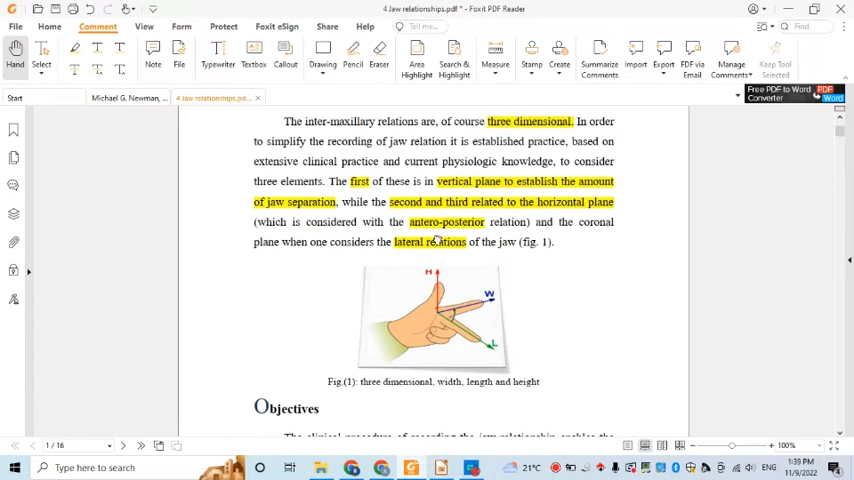 4 Jaw relationships.pdf * - Foxit PDF Reader
File Home Comment View Form Protect Foxit eSign Share Help Tell me... Find
Hand Select Note File Typewriter Textbox Callout Drawing Pencil Eraser Area Highlight Search & Highlight Measure Stamp Create Summarize Comments Import Export FDF via Email Manage Comments Keep Tool Selected
Start Michael G. Newman, ... 4 Jaw relationships.pd... Free PDF to Word Converter PDF Word
The inter-maxillary relations are, of course three dimensional. In order
to simplify the recording of jaw relation it is established practice, based on
extensive clinical practice and current physiologic knowledge, to consider
three elements. The first of these is in vertical plane to establish the amount
of jaw separation, while the second and third related to the horizontal plane
(which is considered with the antero-posterior relation) and the coronal
plane when one considers the lateral relations of the jaw (fig. 1).
H
W
L
Fig.(1): three dimensional, width, length and height
Objectives
The clinical procedure of recording the jaw relationship enables the
1 / 16 100%
Type here to search 21°C ENG 1:39 PM
11/9/2022